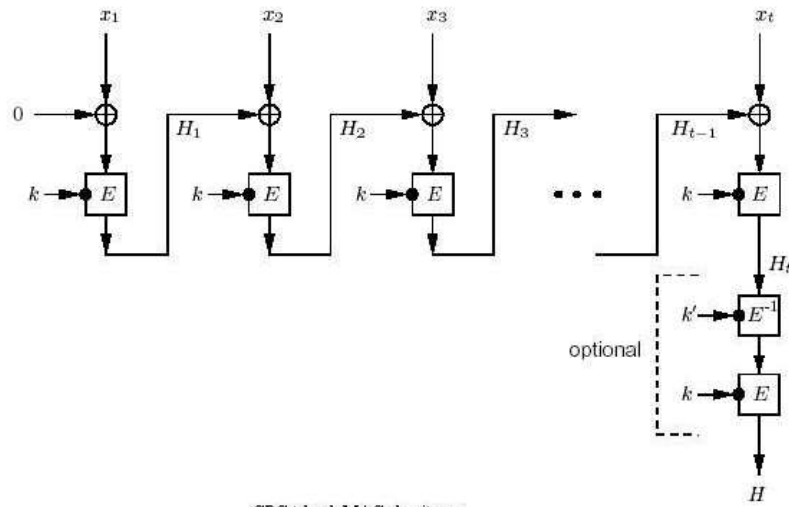 x₁ x₂ x₃ xₜ
0 H₁ H₂ H₃ Hₜ₋₁
k E k E k E k E
Hₜ
k′ E⁻¹
optional
k E
H